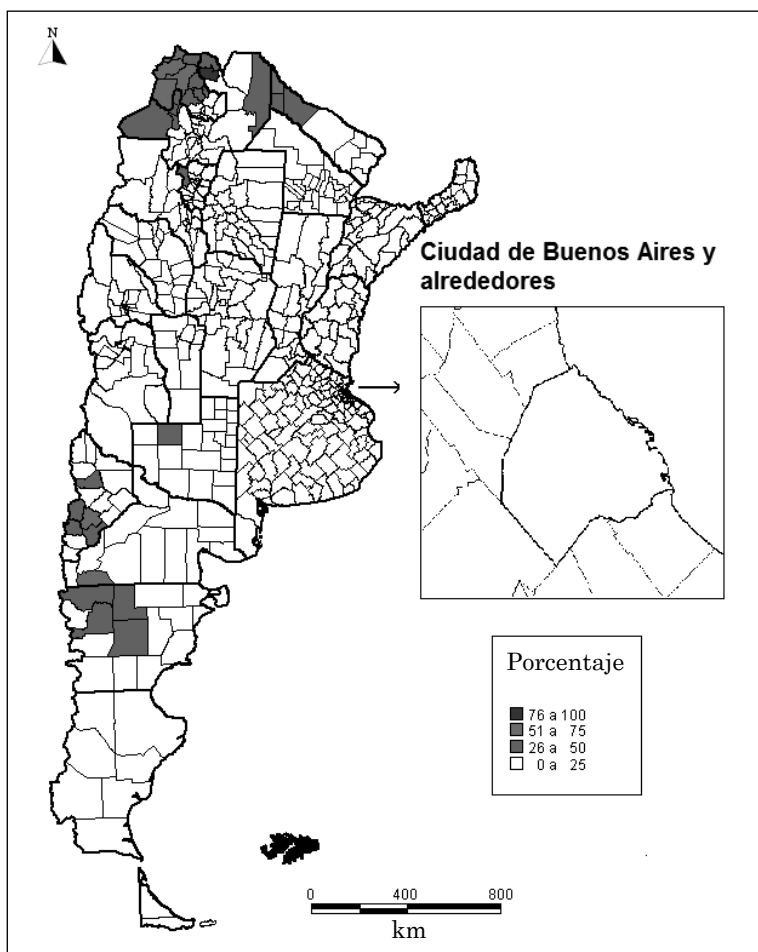 N
Ciudad de Buenos Aires y
alrededores
Porcentaje
76 a 100
51 a 75
26 a 50
0 a 25
0 400 800
km